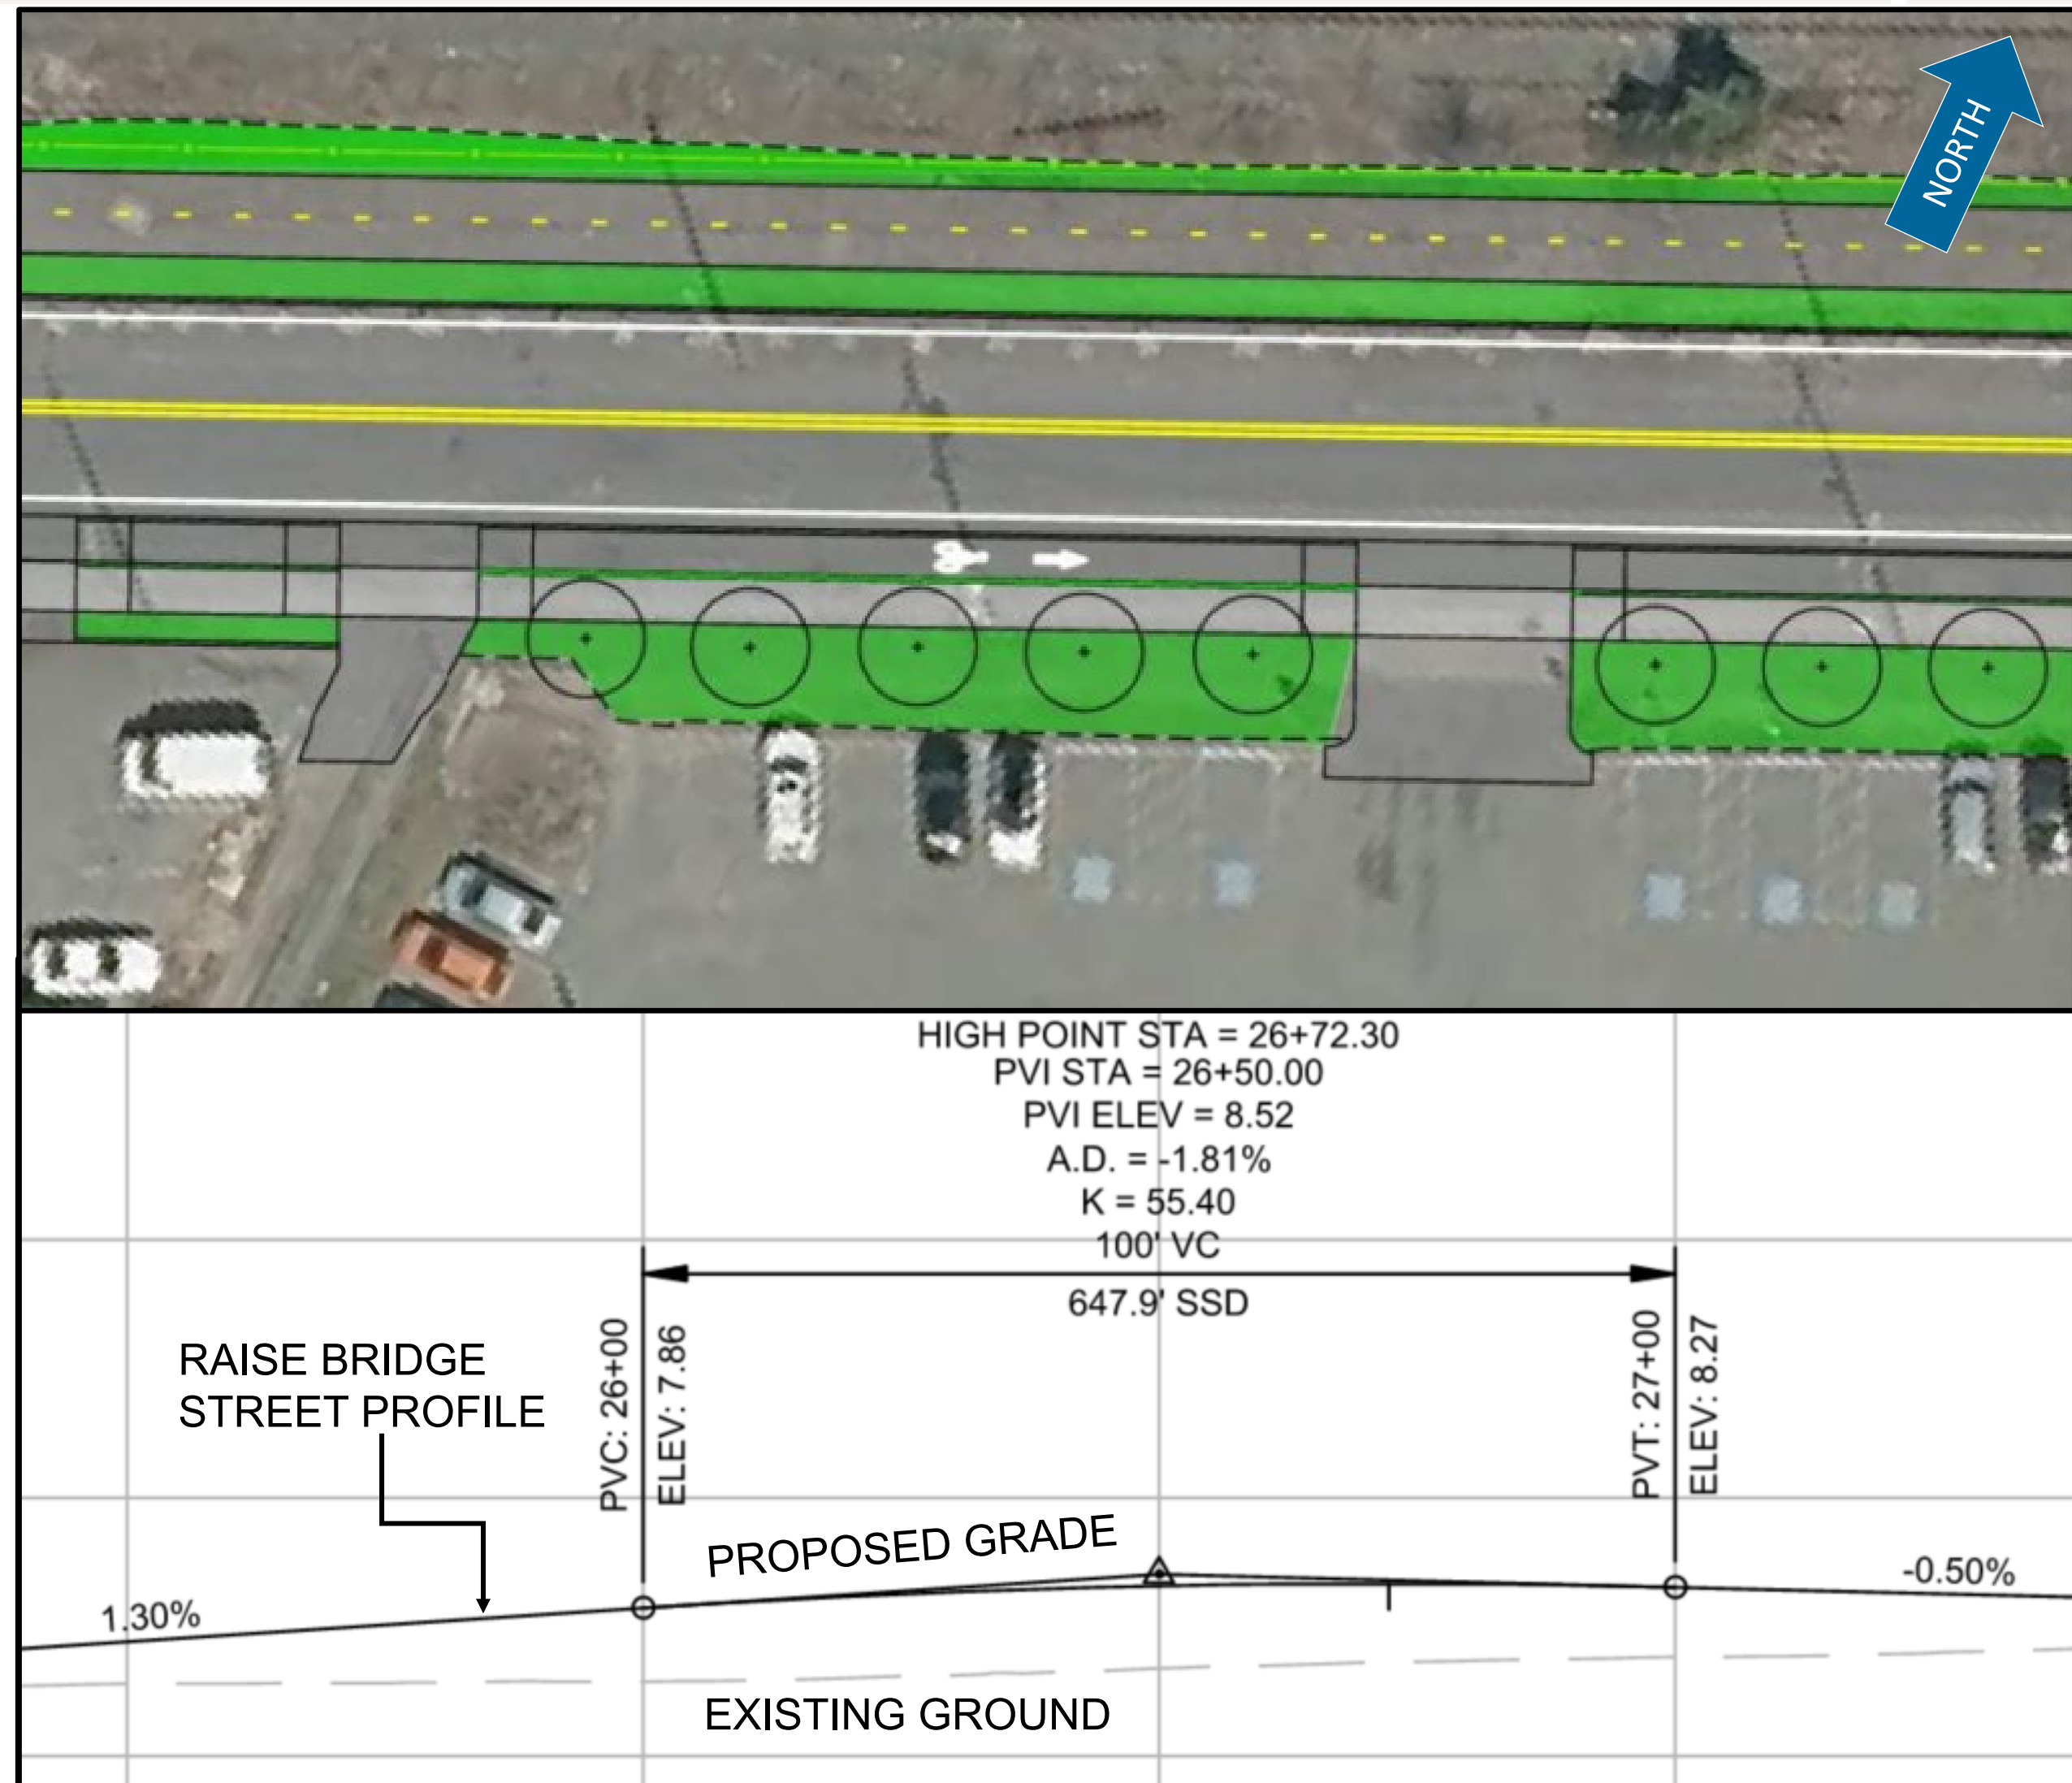 NORTH
HIGH POINT STA = 26+72.30
PVI STA = 26+50.00
PVI ELEV = 8.52
A.D. = -1.81%
K = 55.40
100' VC
647.9' SSD
PVC: 26+00
ELEV: 7.86
PVT: 27+00
ELEV: 8.27
RAISE BRIDGE
STREET PROFILE
PROPOSED GRADE
1.30%
-0.50%
EXISTING GROUND